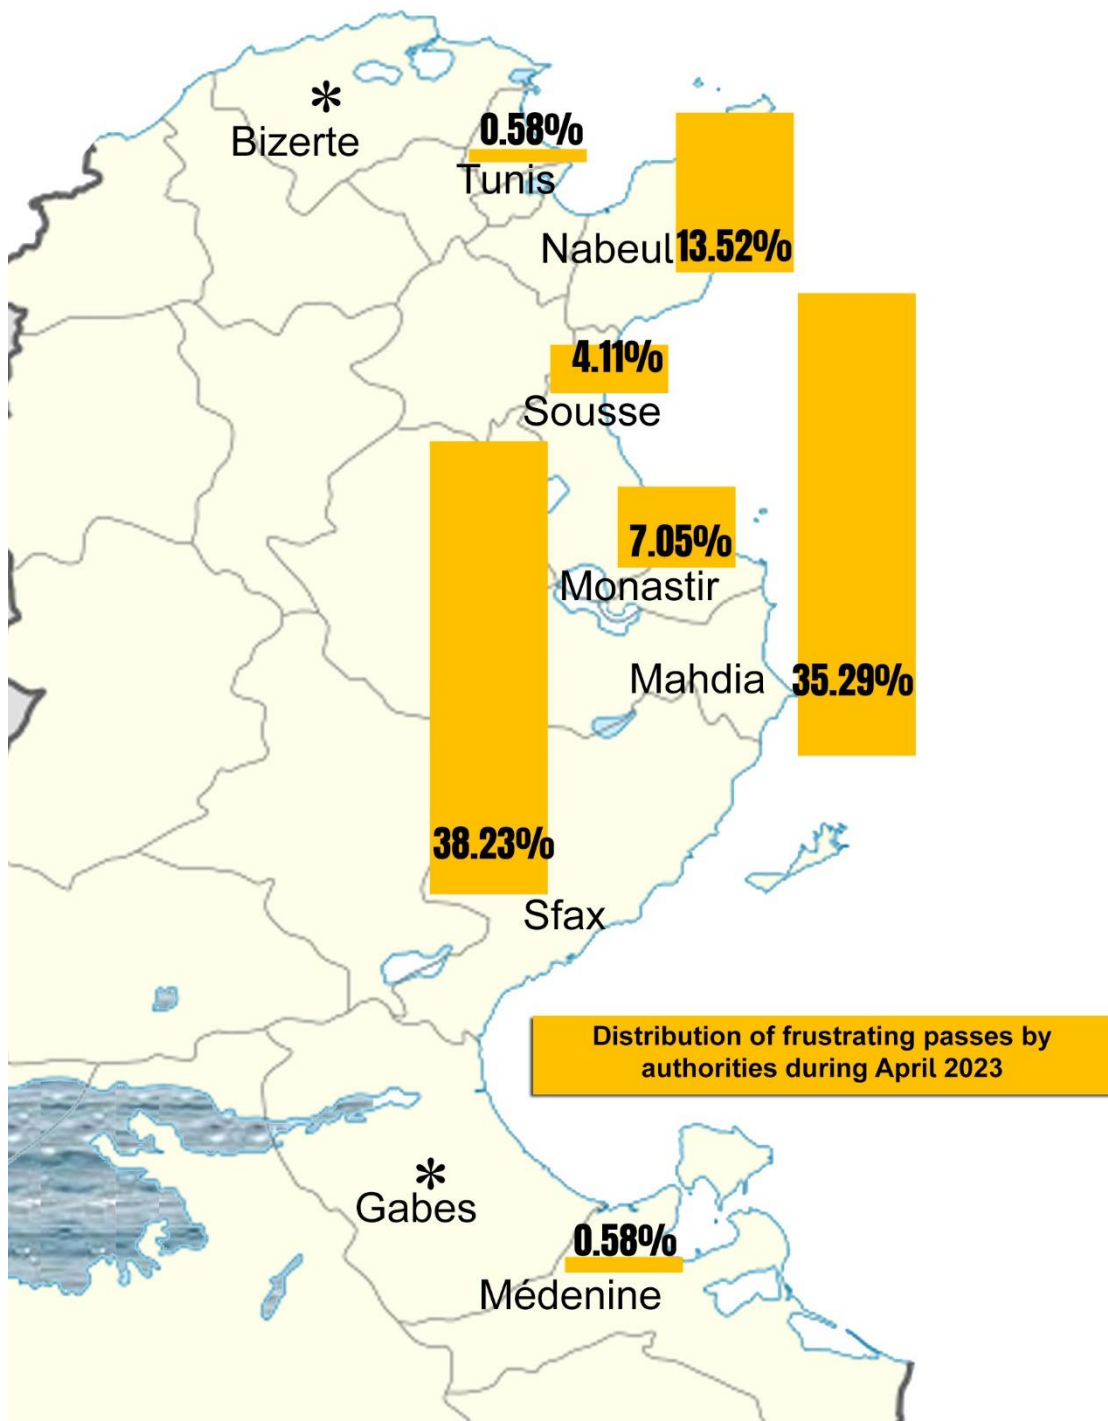 *
Bizerte
0.58%
Tunis
Nabeul 13.52%
4.11%
Sousse
7.05%
Monastir
Mahdia 35.29%
38.23%
Sfax
Distribution of frustrating passes by
authorities during April 2023
*
Gabes
0.58%
Médenine